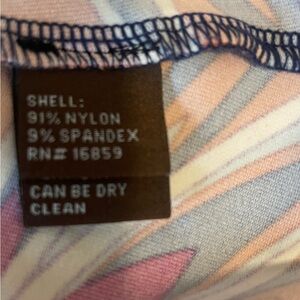 SHELL:
91% NYLON
9% SPANDEX
RN# 16859
CAN BE DRY
CLEAN